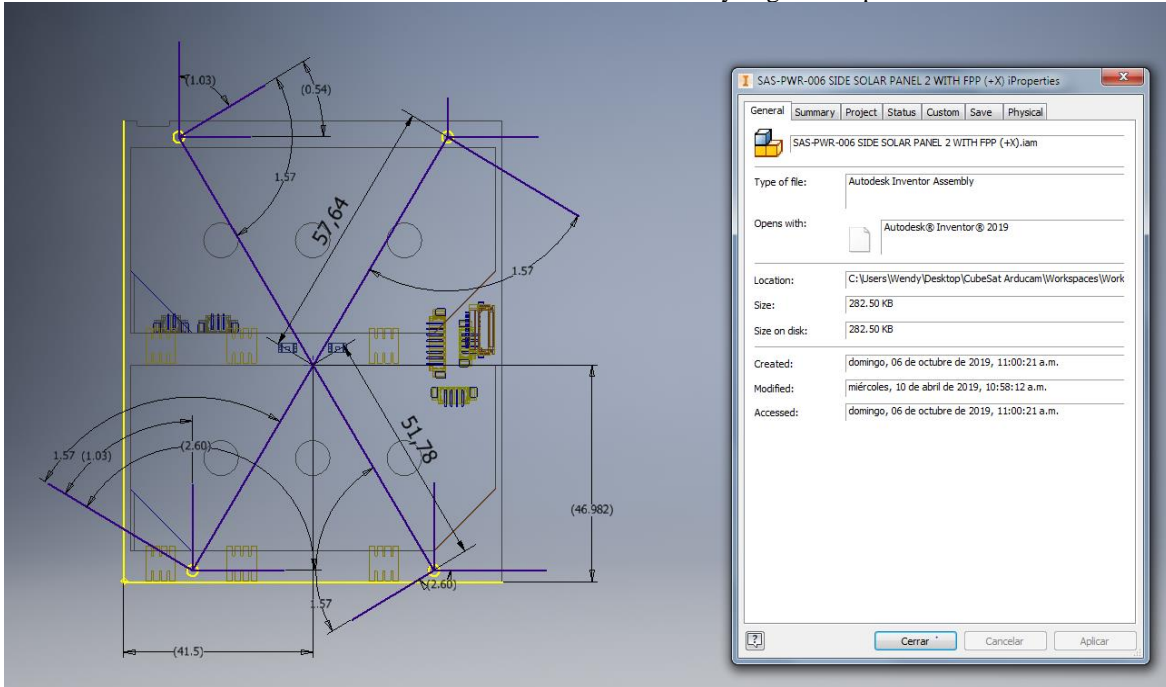 (1.03)
(0.54)
1.57
57,64
1.57
51,78
1.57 (1.03)
(2.60)
(46.982)
(2.60)
1.57
(41.5)
SAS-PWR-006 SIDE SOLAR PANEL 2 WITH FPP (+X) iProperties
General Summary Project Status Custom Save Physical
SAS-PWR-006 SIDE SOLAR PANEL 2 WITH FPP (+X).iam
Type of file: Autodesk Inventor Assembly
Opens with: Autodesk® Inventor® 2019
Location: C:\Users\Wendy\Desktop\CubeSat Arducam\Workspaces\Work
Size: 282.50 KB
Size on disk: 282.50 KB
Created: domingo, 06 de octubre de 2019, 11:00:21 a.m.
Modified: miércoles, 10 de abril de 2019, 10:58:12 a.m.
Accessed: domingo, 06 de octubre de 2019, 11:00:21 a.m.
Cerrar Cancelar Aplicar